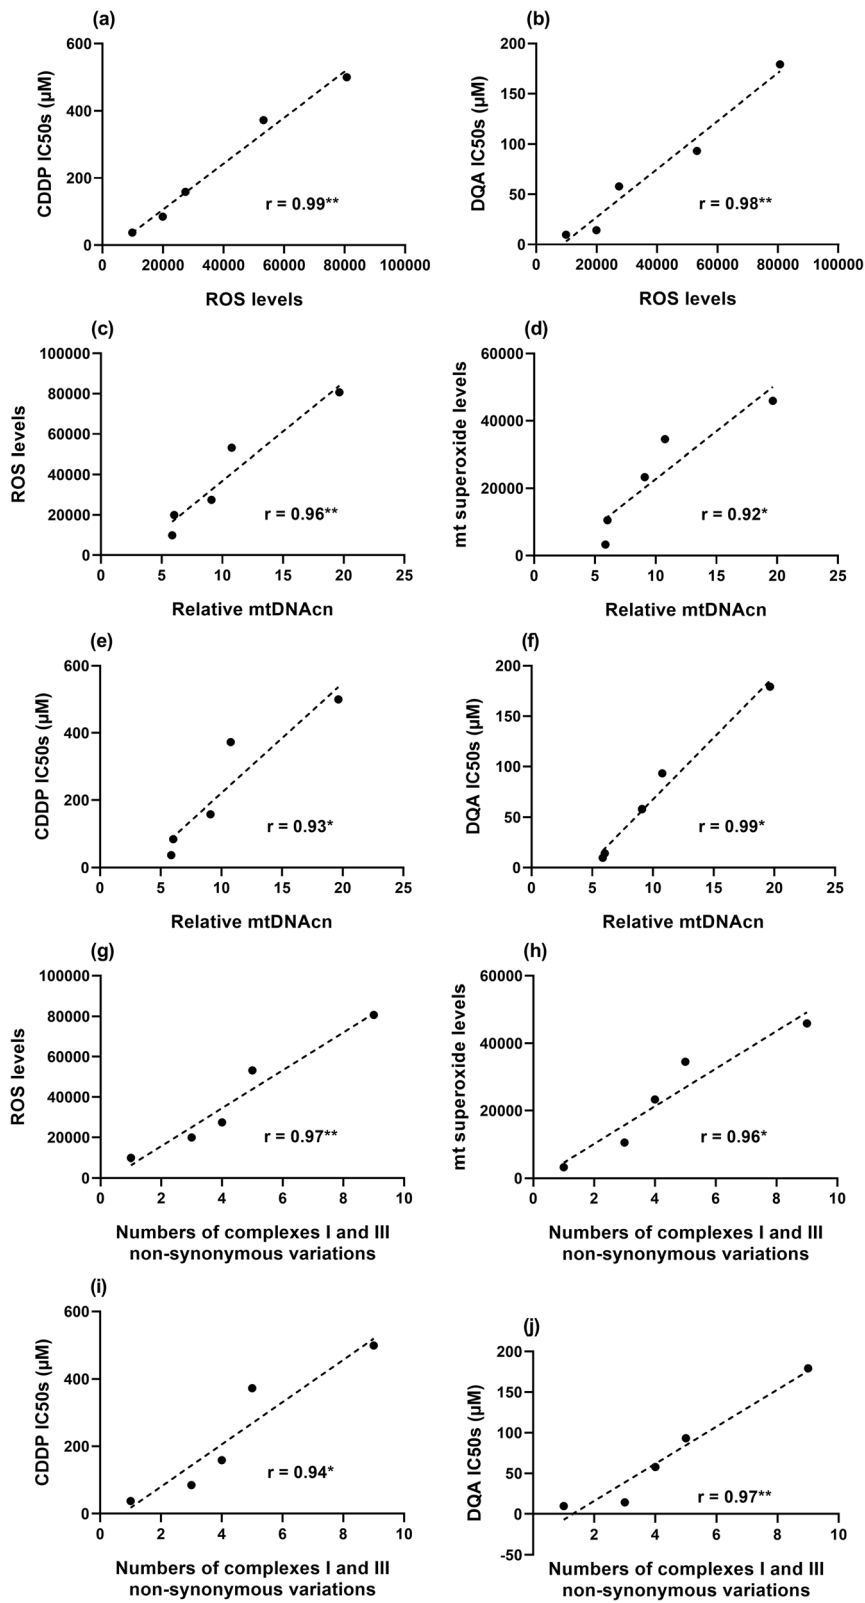 (a)
CDDP IC50s (μM)
600
400
200
0
r = 0.99**
0 20000 40000 60000 80000 100000
ROS levels
(b)
DQA IC50s (μM)
200
150
100
50
0
r = 0.98**
0 20000 40000 60000 80000 100000
ROS levels
(c)
ROS levels
100000
80000
60000
40000
20000
0
r = 0.96**
0 5 10 15 20 25
Relative mtDNAcn
(d)
mt superoxide levels
60000
40000
20000
0
r = 0.92*
0 5 10 15 20 25
Relative mtDNAcn
(e)
CDDP IC50s (μM)
600
400
200
0
r = 0.93*
0 5 10 15 20 25
Relative mtDNAcn
(f)
DQA IC50s (μM)
200
150
100
50
0
r = 0.99*
0 5 10 15 20 25
Relative mtDNAcn
(g)
ROS levels
100000
80000
60000
40000
20000
0
r = 0.97**
0 2 4 6 8 10
Numbers of complexes I and III
non-synonymous variations
(h)
mt superoxide levels
60000
40000
20000
0
r = 0.96*
0 2 4 6 8 10
Numbers of complexes I and III
non-synonymous variations
(i)
CDDP IC50s (μM)
600
400
200
0
r = 0.94*
0 2 4 6 8 10
Numbers of complexes I and III
non-synonymous variations
(j)
DQA IC50s (μM)
200
150
100
50
0
-50
r = 0.97**
2 4 6 8 10
Numbers of complexes I and III
non-synonymous variations